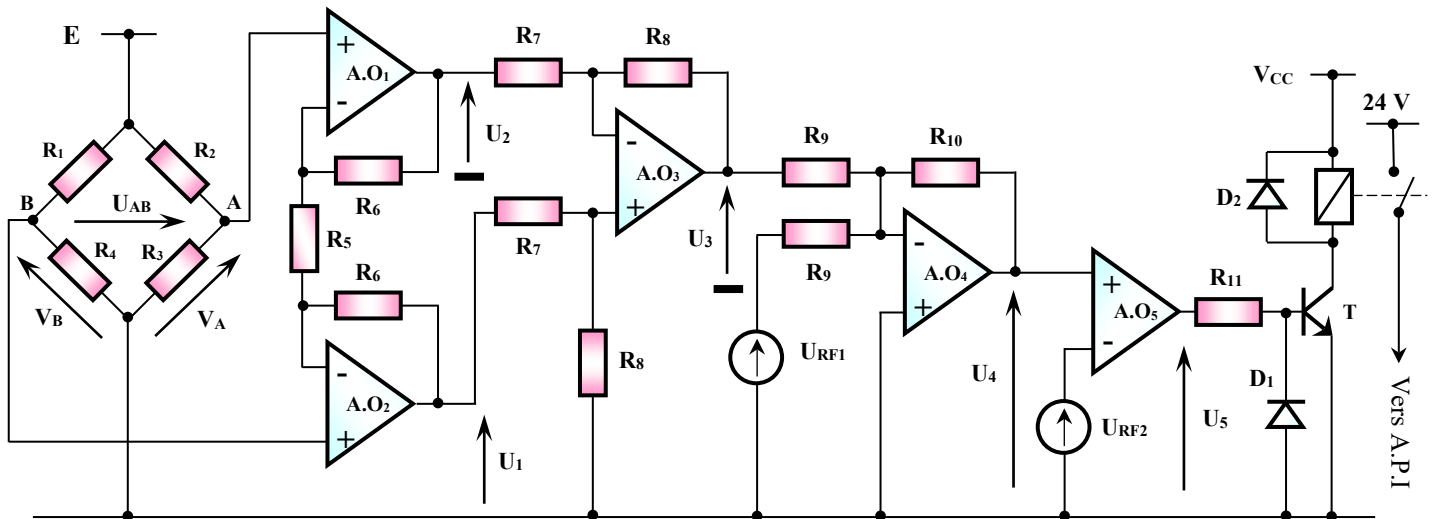 E
R1
R2
B
A
UAB
R4
R3
VB
VA
+
A.O1
-
R6
R5
R6
-
A.O2
+
U2
U1
R7
R8
R7
-
A.O3
+
R8
U3
R9
R10
R9
-
A.O4
+
URF1
U4
+
A.O5
-
URF2
U5
R11
D1
T
VCC
D2
24 V
Vers A.P.I